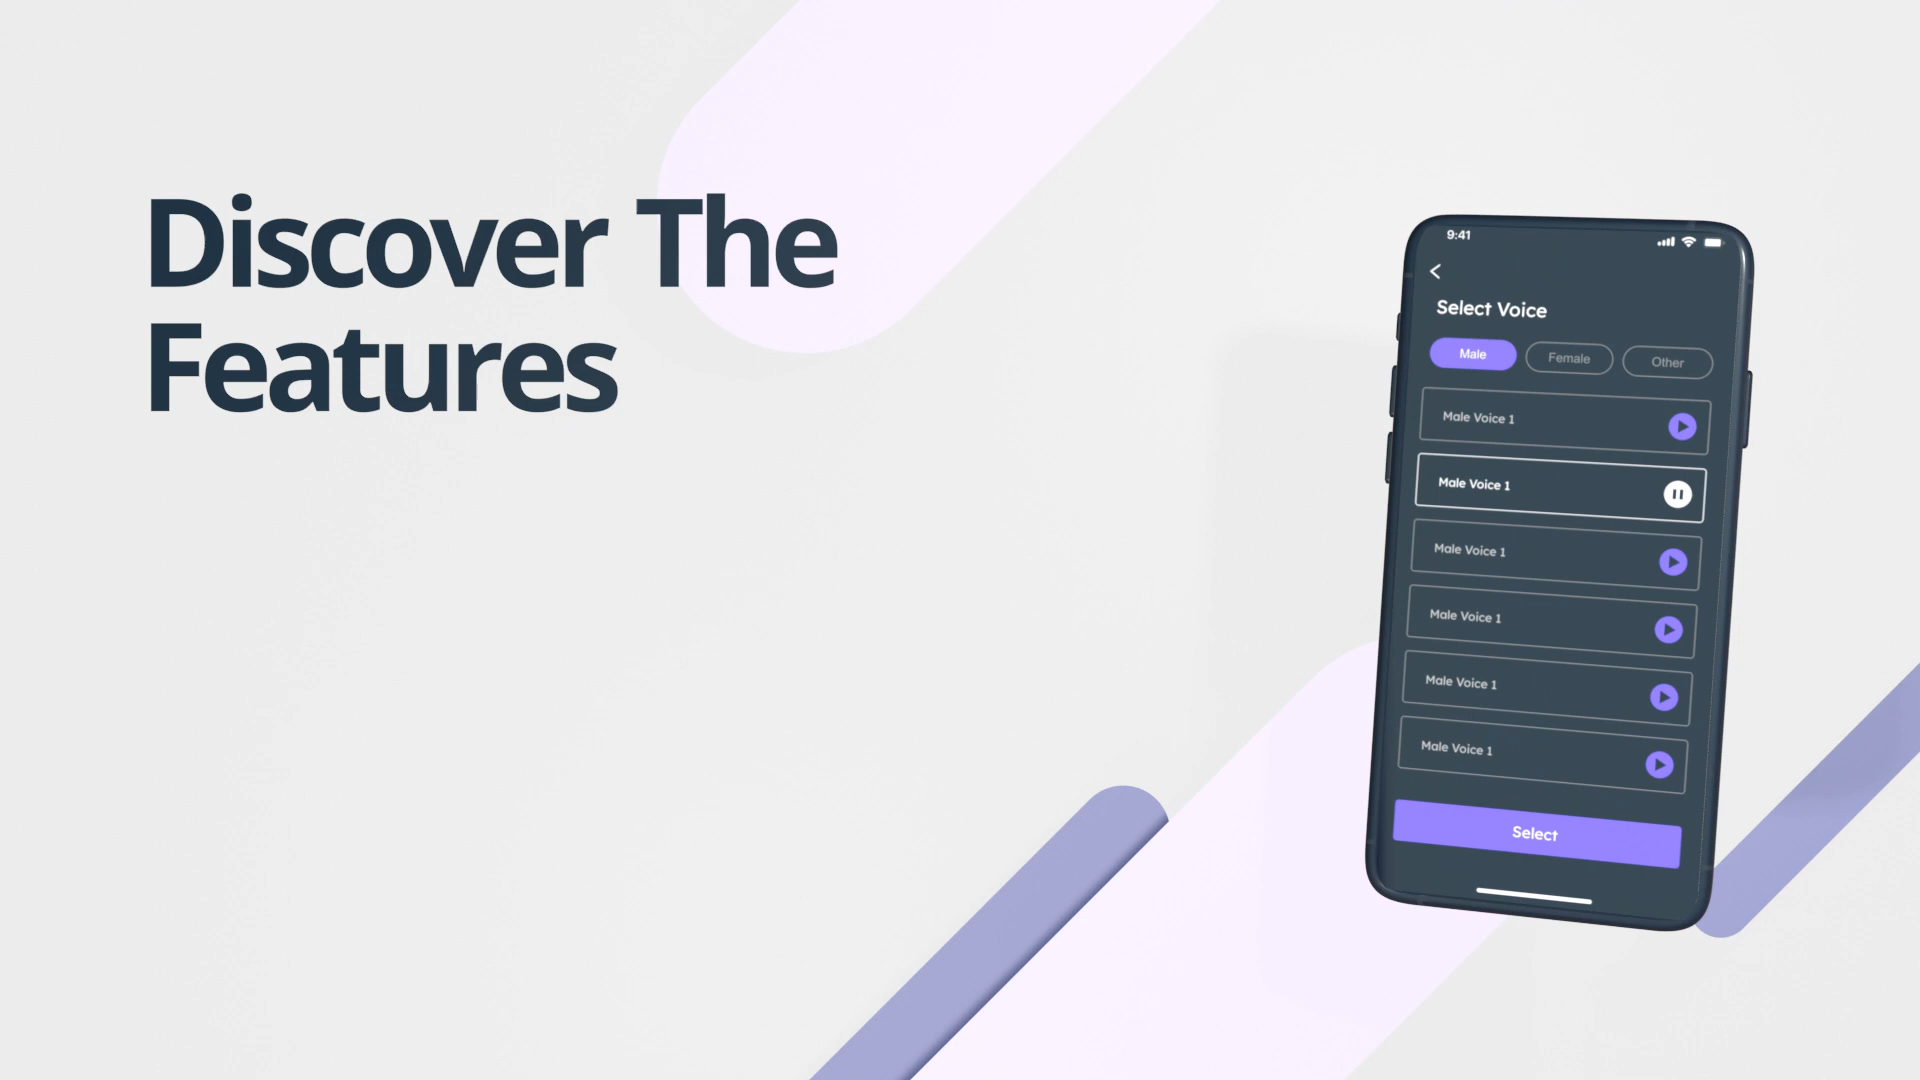 Discover The
Features
9:41
Select Voice
Male
Female
Other
Male Voice 1
Male Voice 1
Male Voice 1
Male Voice 1
Male Voice 1
Male Voice 1
Select